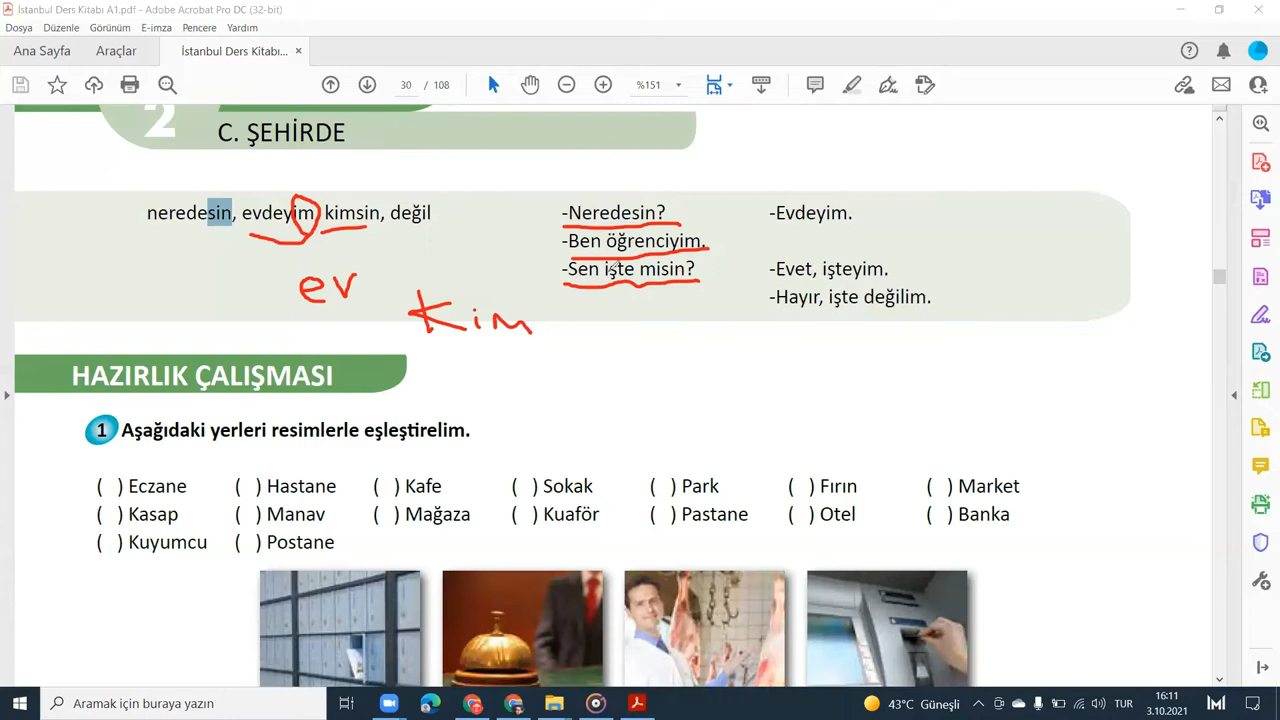 İstanbul Ders Kitabı A1.pdf - Adobe Acrobat Pro DC (32-bit)
Dosya Düzenle Görünüm E-imza Pencere Yardım
Ana Sayfa Araçlar İstanbul Ders Kitabı... ×
30 / 108 %151
2
C. ŞEHİRDE
neredesin, evdeyim, kimsin, değil
-Neredesin? -Evdeyim.
-Ben öğrenciyim.
-Sen işte misin? -Evet, işteyim.
-Hayır, işte değilim.
ev
Kim
HAZIRLIK ÇALIŞMASI
1 Aşağıdaki yerleri resimlerle eşleştirelim.
( ) Eczane ( ) Hastane ( ) Kafe ( ) Sokak ( ) Park ( ) Fırın ( ) Market
( ) Kasap ( ) Manav ( ) Mağaza ( ) Kuaför ( ) Pastane ( ) Otel ( ) Banka
( ) Kuyumcu ( ) Postane
Aramak için buraya yazın
43°C Güneşli TUR 16:11
3.10.2021